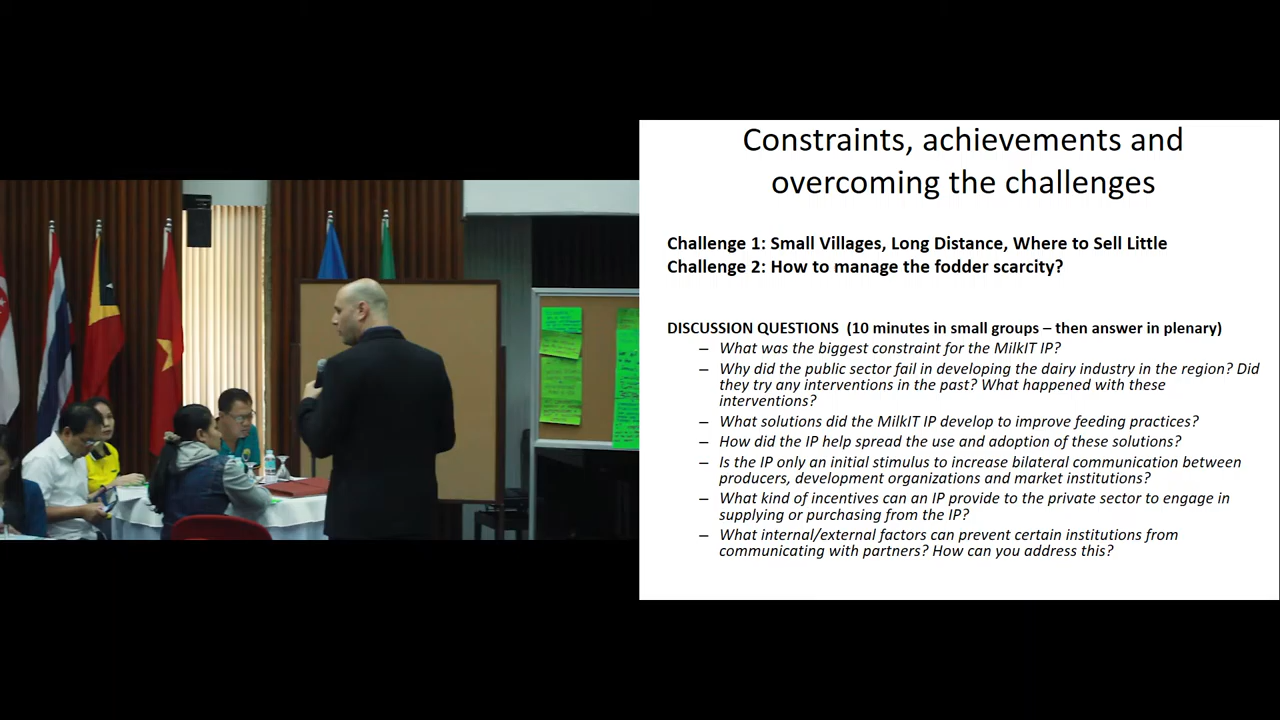 Constraints, achievements and
overcoming the challenges
Challenge 1: Small Villages, Long Distance, Where to Sell Little
Challenge 2: How to manage the fodder scarcity?
DISCUSSION QUESTIONS (10 minutes in small groups – then answer in plenary)
– What was the biggest constraint for the MilkIT IP?
– Why did the public sector fail in developing the dairy industry in the region? Did
they try any interventions in the past? What happened with these
interventions?
– What solutions did the MilkIT IP develop to improve feeding practices?
– How did the IP help spread the use and adoption of these solutions?
– Is the IP only an initial stimulus to increase bilateral communication between
producers, development organizations and market institutions?
– What kind of incentives can an IP provide to the private sector to engage in
supplying or purchasing from the IP?
– What internal/external factors can prevent certain institutions from
communicating with partners? How can you address this?